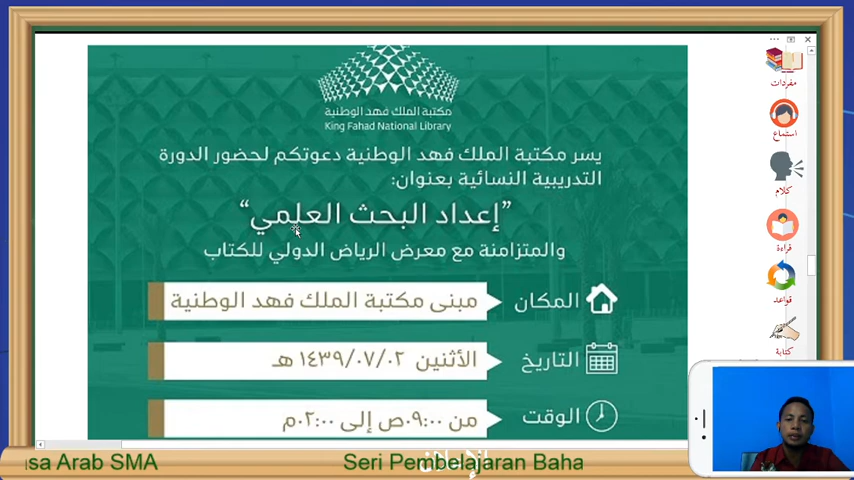 مكتبة الملك فهد الوطنية
King Fahad National Library
يسر مكتبة الملك فهد الوطنية دعوتكم لحضور الدورة
التدريبية النسائية بعنوان:
”إعداد البحث العلمي“
والمتزامنة مع معرض الرياض الدولي للكتاب
المكان مبنى مكتبة الملك فهد الوطنية
التاريخ الأثنين ١٤٣٩/٠٧/٠٢ هـ
الوقت من ٠٩:٠٠ص إلى ٠٢:٠٠م
مفردات
استماع
كلام
قراءة
قواعد
كتابة
الإعلان
sa Arab SMA Seri Pembelajaran Baha